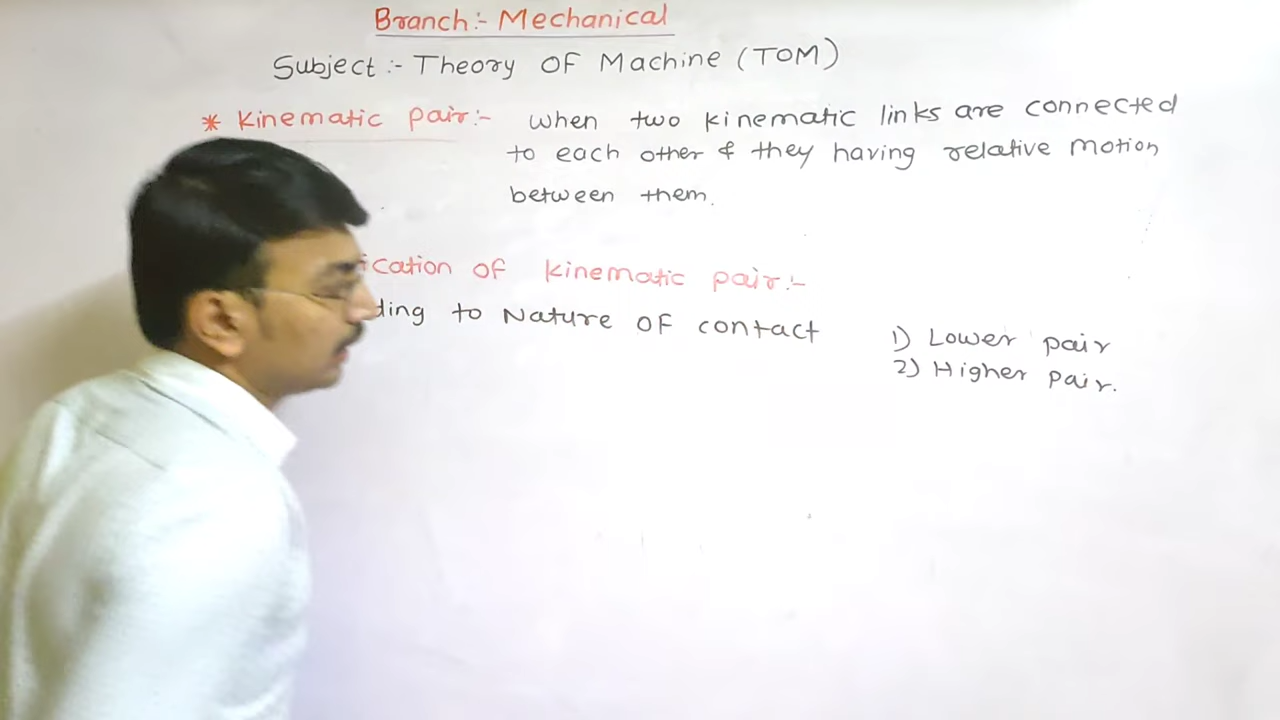 Branch:- Mechanical
Subject:- Theory OF Machine (TOM)
* Kinematic pair:- when two kinematic links are connected
to each other & they having relative motion
between them.
ication of kinematic pair:-
ding to Nature OF contact
1) Lower pair
2) Higher Pair.